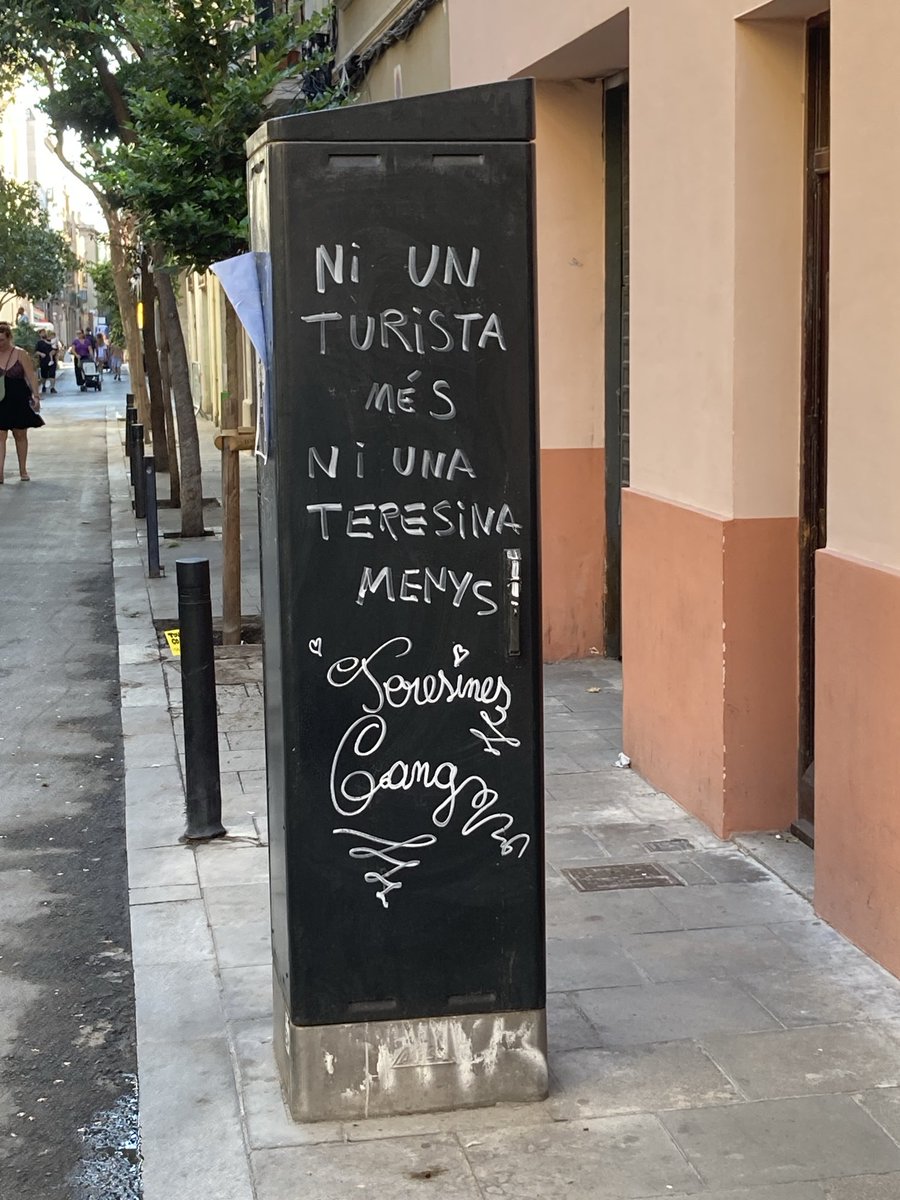 Ni UN
TURiSTA
MÉS
Ni UNA
TERESiNA
MENYS
Teresines
Gang